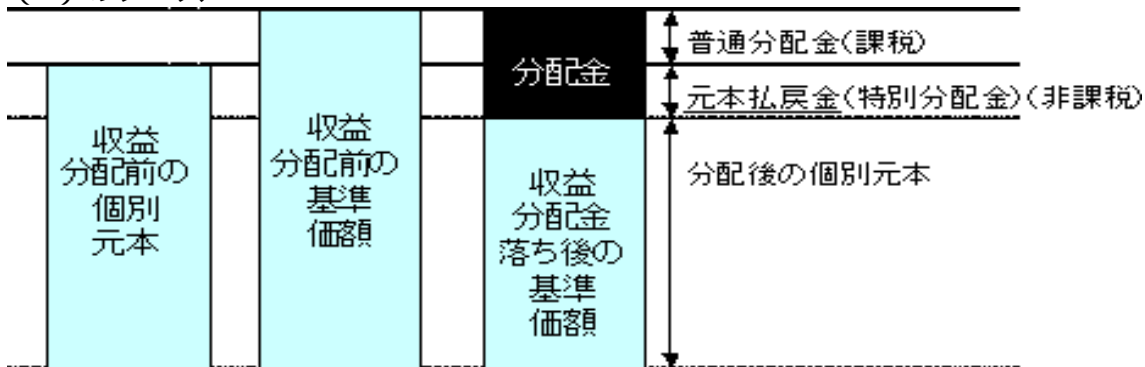 収益
分配前の
個別
元本
収益
分配前の
基準
価額
分配金
収益
分配金
落ち後の
基準
価額
普通分配金(課税)
元本払戻金(特別分配金)(非課税)
分配後の個別元本